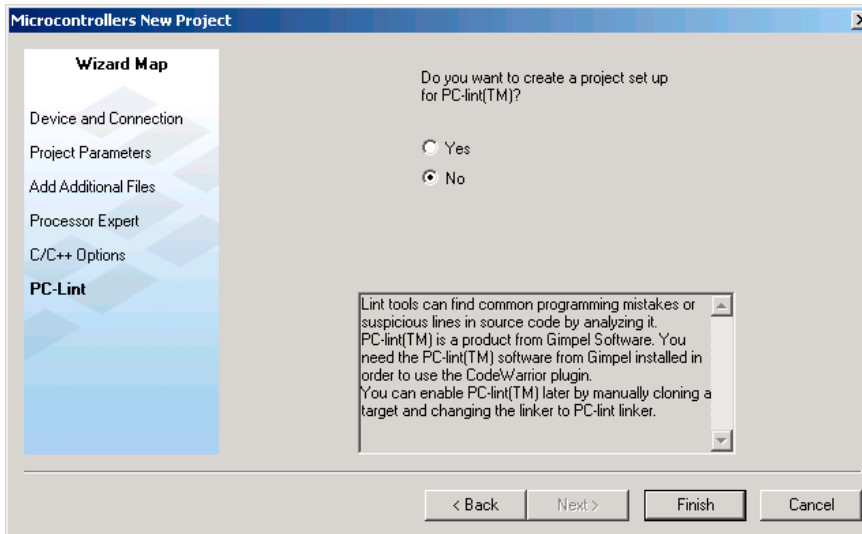 Microcontrollers New Project
Wizard Map
Device and Connection
Project Parameters
Add Additional Files
Processor Expert
C/C++ Options
PC-Lint
Do you want to create a project set up
for PC-lint(TM)?
Yes
No
Lint tools can find common programming mistakes or
suspicious lines in source code by analyzing it.
PC-lint(TM) is a product from Gimpel Software. You
need the PC-lint(TM) software from Gimpel installed in
order to use the CodeWarrior plugin.
You can enable PC-lint(TM) later by manually cloning a
target and changing the linker to PC-lint linker.
< Back
Next >
Finish
Cancel